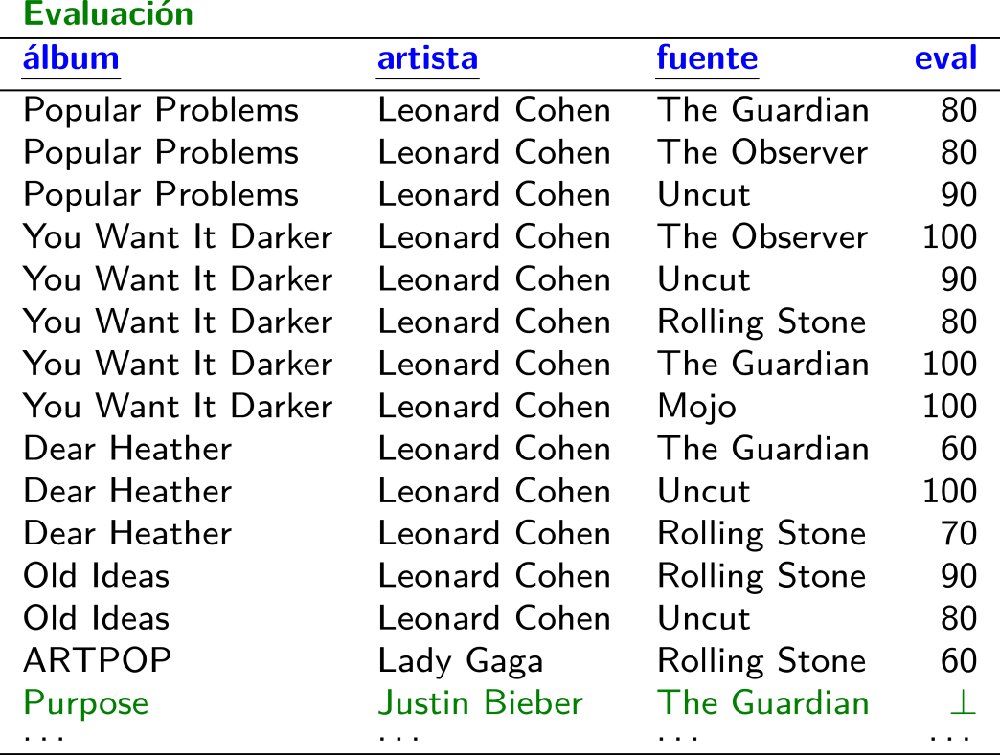 Evaluación
álbum artista fuente eval
Popular Problems Leonard Cohen The Guardian 80
Popular Problems Leonard Cohen The Observer 80
Popular Problems Leonard Cohen Uncut 90
You Want It Darker Leonard Cohen The Observer 100
You Want It Darker Leonard Cohen Uncut 90
You Want It Darker Leonard Cohen Rolling Stone 80
You Want It Darker Leonard Cohen The Guardian 100
You Want It Darker Leonard Cohen Mojo 100
Dear Heather Leonard Cohen The Guardian 60
Dear Heather Leonard Cohen Uncut 100
Dear Heather Leonard Cohen Rolling Stone 70
Old Ideas Leonard Cohen Rolling Stone 90
Old Ideas Leonard Cohen Uncut 80
ARTPOP Lady Gaga Rolling Stone 60
Purpose Justin Bieber The Guardian ⊥
... ... ... ...